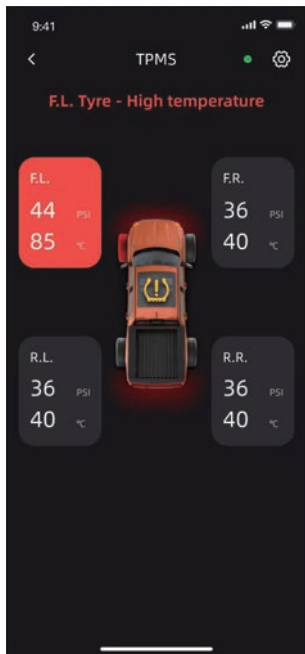 9:41
TPMS
F.L. Tyre - High temperature
F.L.
44 PSI
85 ℃
F.R.
36 PSI
40 ℃
R.L.
36 PSI
40 ℃
R.R.
36 PSI
40 ℃